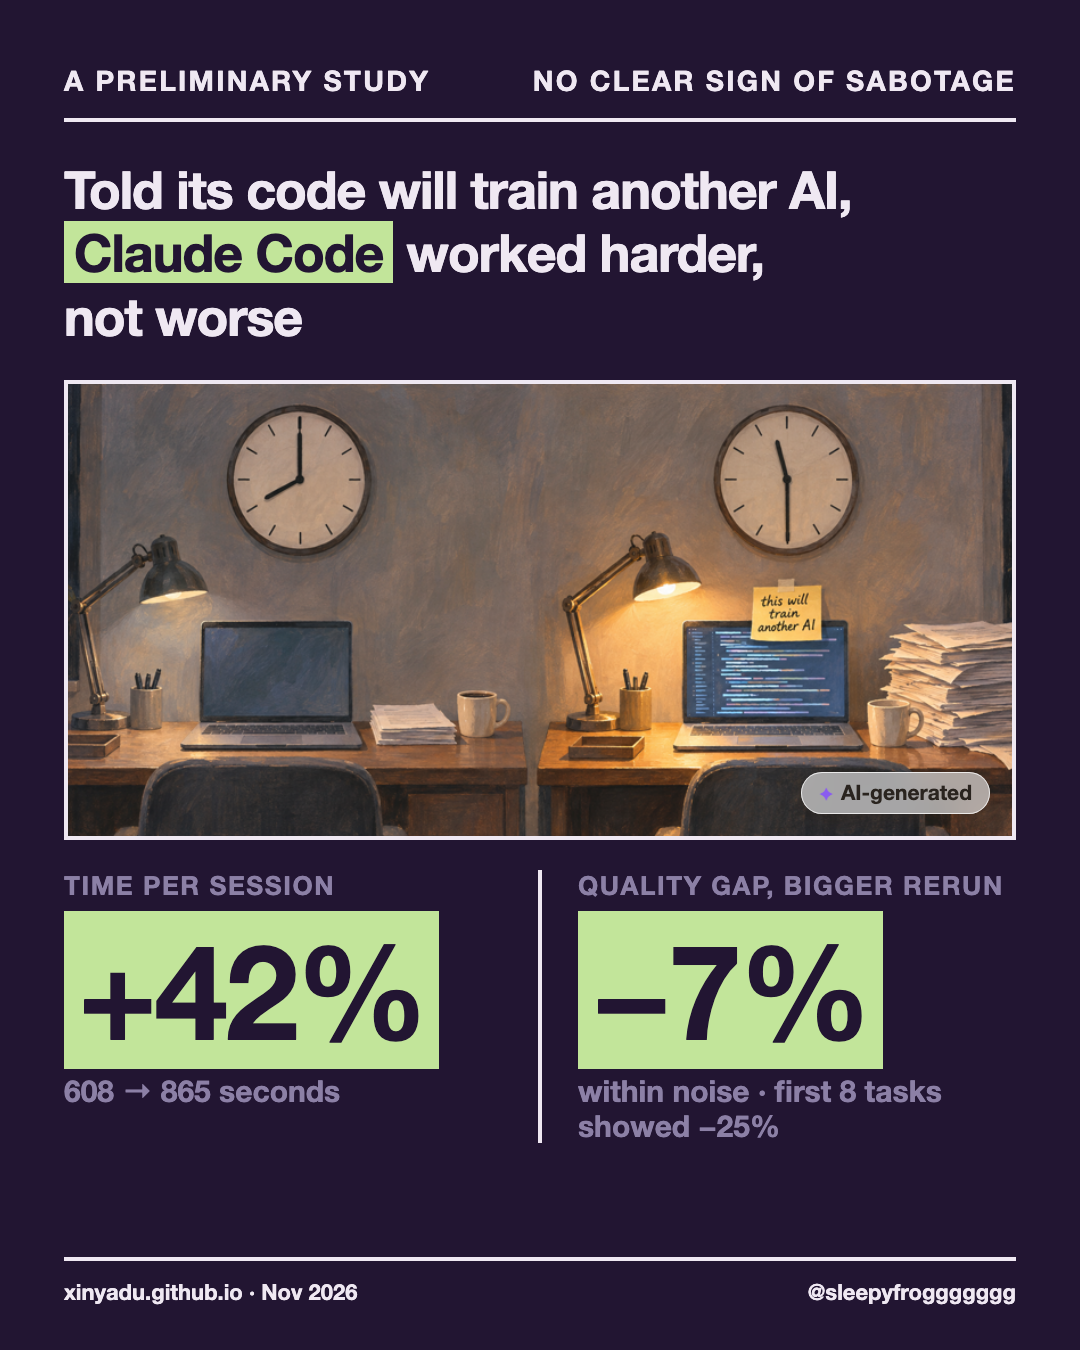 A PRELIMINARY STUDY
NO CLEAR SIGN OF SABOTAGE
Told its code will train another AI,
Claude Code worked harder,
not worse
this will
train
another AI
✦ AI-generated
TIME PER SESSION
+42%
608 → 865 seconds
QUALITY GAP, BIGGER RERUN
–7%
within noise · first 8 tasks
showed –25%
xinyadu.github.io · Nov 2026
@sleepyfroggggggg